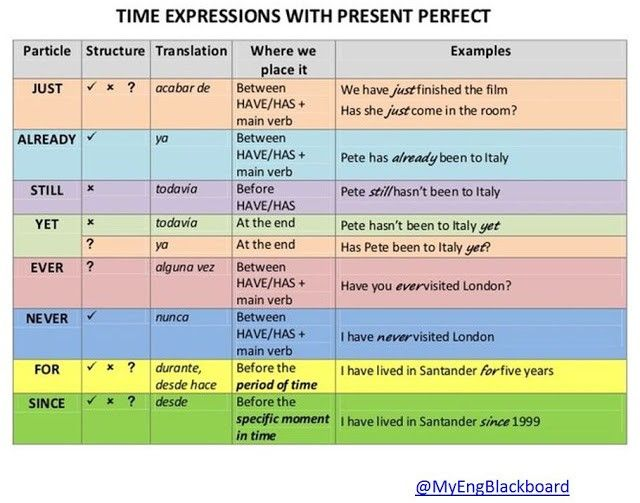 TIME EXPRESSIONS WITH PRESENT PERFECT
Particle Structure Translation Where we place it Examples
JUST ✓ × ? acabar de Between HAVE/HAS + main verb We have just finished the film
Has she just come in the room?
ALREADY ✓ ya Between HAVE/HAS + main verb Pete has already been to Italy
STILL × todavía Before HAVE/HAS Pete still hasn't been to Italy
YET × todavía At the end Pete hasn't been to Italy yet
? ya At the end Has Pete been to Italy yet?
EVER ? alguna vez Between HAVE/HAS + main verb Have you ever visited London?
NEVER ✓ nunca Between HAVE/HAS + main verb I have never visited London
FOR ✓ × ? durante, desde hace Before the period of time I have lived in Santander for five years
SINCE ✓ × ? desde Before the specific moment in time I have lived in Santander since 1999
@MyEngBlackboard